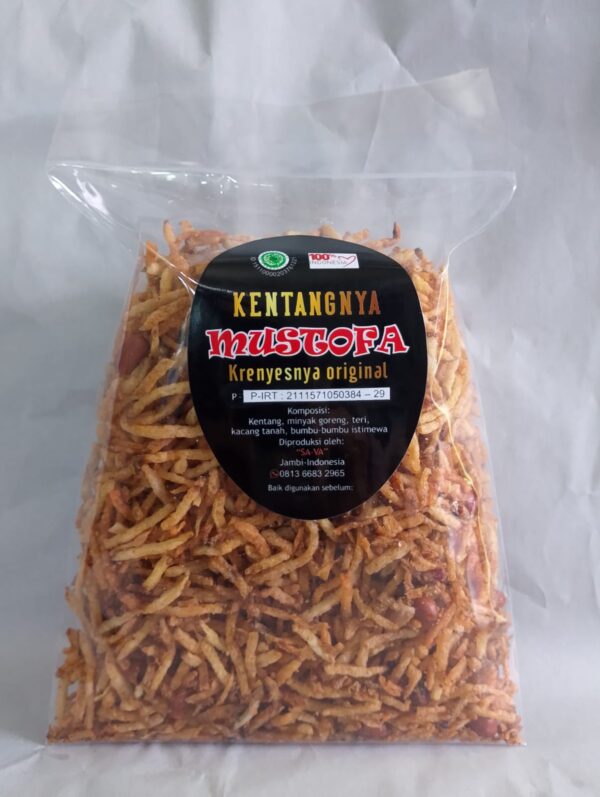 100%
INDONESIA
KENTANGNYA
MUSTOFA
Krenyesnya original
P- P-IRT : 2111571050384 – 29
Komposisi:
Kentang, minyak goreng, teri,
kacang tanah, bumbu-bumbu istimewa
Diproduksi oleh:
"SA-VA"
Jambi-Indonesia
0813 6683 2965
Baik digunakan sebelum: